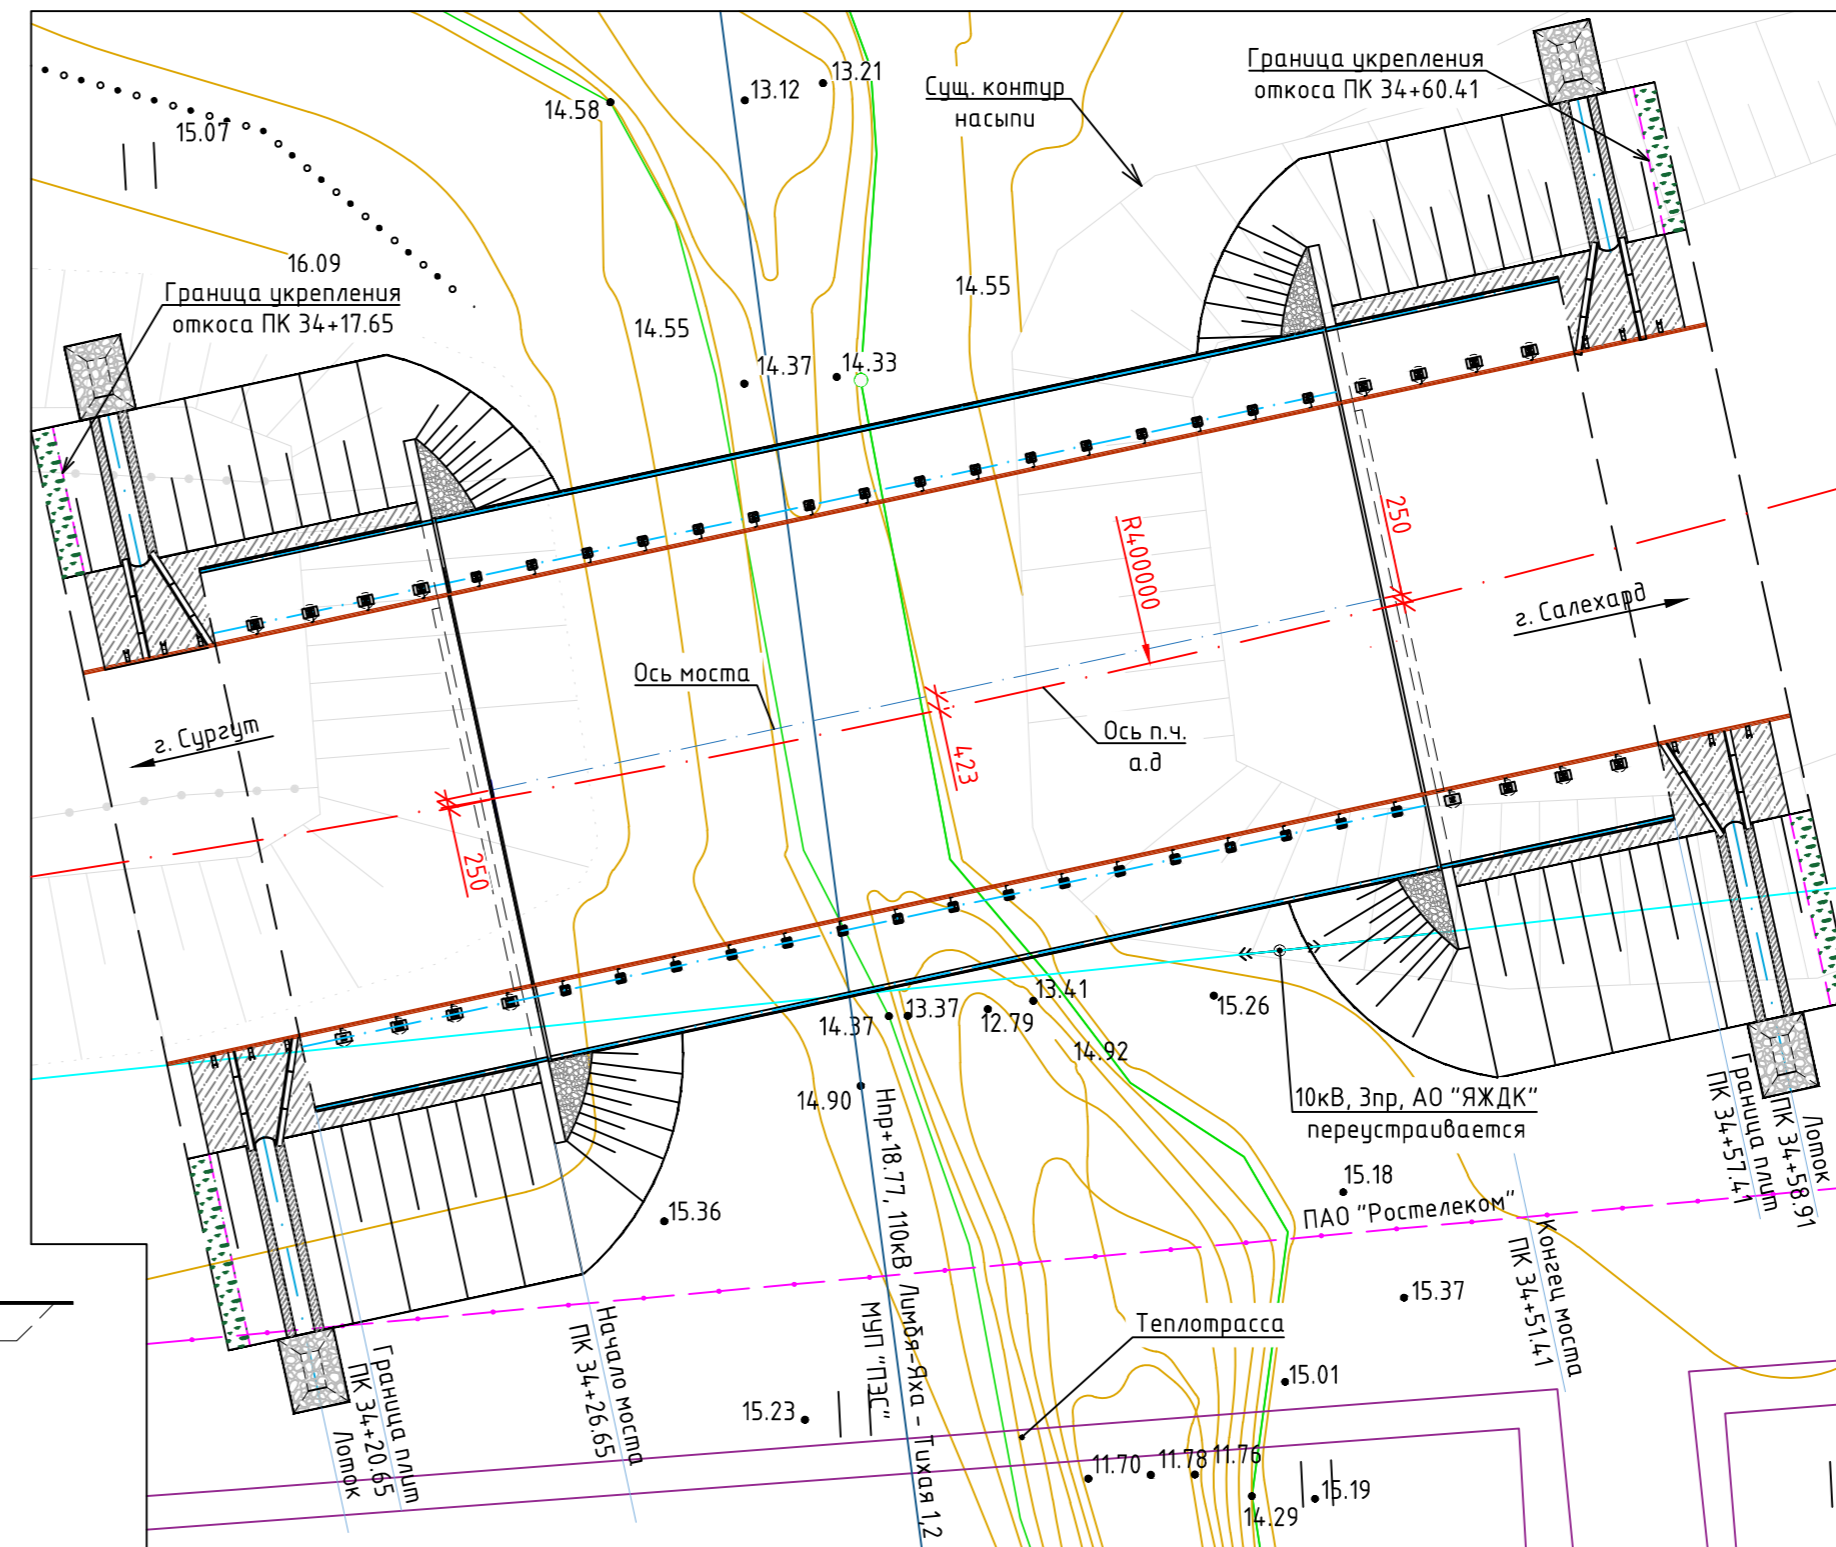 13.21
13.12
14.58
15.07
Сущ. контур
насыпи
Граница укрепления
откоса ПК 34+60.41
16.09
Граница укрепления
откоса ПК 34+17.65
14.55
14.55
14.37
14.33
250
R400000
г. Салехард
Ось моста
г. Сургут
Ось п.ч.
а.д
423
250
13.41
13.37
14.37
12.79
15.26
14.92
14.90
10кВ, 3пр, АО "ЯЖДК"
переустраивается
15.18
15.36
ПАО "Ростелеком"
Лоток
ПК 34+58.91
Граница плит
ПК 34+57.41
Конец моста
ПК 34+51.41
15.37
Нпр+18.77, 110кВ Лимбя-Яха - Тихая 1,2
МУП "ПЭС"
Теплотрасса
Начало моста
ПК 34+26.65
Граница плит
ПК 34+20.65
Лоток
15.01
15.23
11.70
11.78
11.76
15.19
14.29